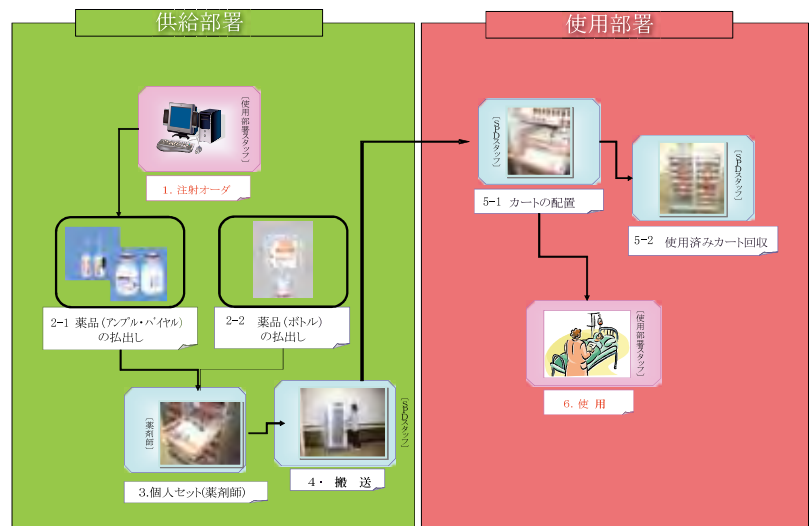 供給部署
使用部署
[使用部署スタッフ]
1. 注射オーダ
2-1 薬品(アンプル・バイヤル)
の払出し
2-2 薬品(ボトル)
の払出し
[薬剤師]
3.個人セット(薬剤師)
[SPDスタッフ]
4・ 搬 送
[SPDスタッフ]
5-1 カートの配置
[SPDスタッフ]
5-2 使用済みカート回収
[使用部署スタッフ]
6. 使 用